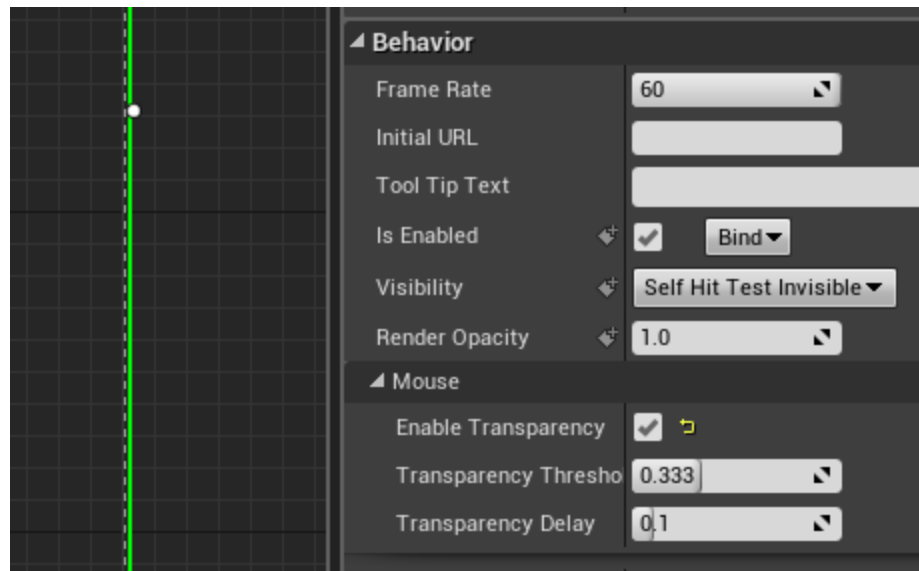 Behavior
Frame Rate 60
Initial URL
Tool Tip Text
Is Enabled Bind
Visibility Self Hit Test Invisible
Render Opacity 1.0
Mouse
Enable Transparency
Transparency Thresho 0.333
Transparency Delay 0.1